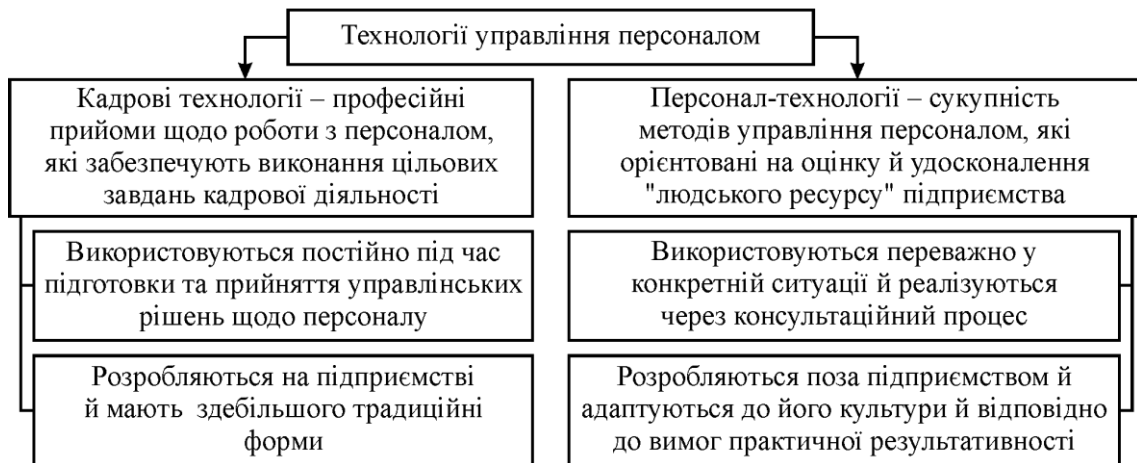 Технології управління персоналом
Кадрові технології – професійні
прийоми щодо роботи з персоналом,
які забезпечують виконання цільових
завдань кадрової діяльності
Використовуються постійно під час
підготовки та прийняття управлінських
рішень щодо персоналу
Розробляються на підприємстві
й мають здебільшого традиційні
форми
Персонал-технології – сукупність
методів управління персоналом, які
орієнтовані на оцінку й удосконалення
"людського ресурсу" підприємства
Використовуються переважно у
конкретній ситуації й реалізуються
через консультаційний процес
Розробляються поза підприємством й
адаптуються до його культури й відповідно
до вимог практичної результативності